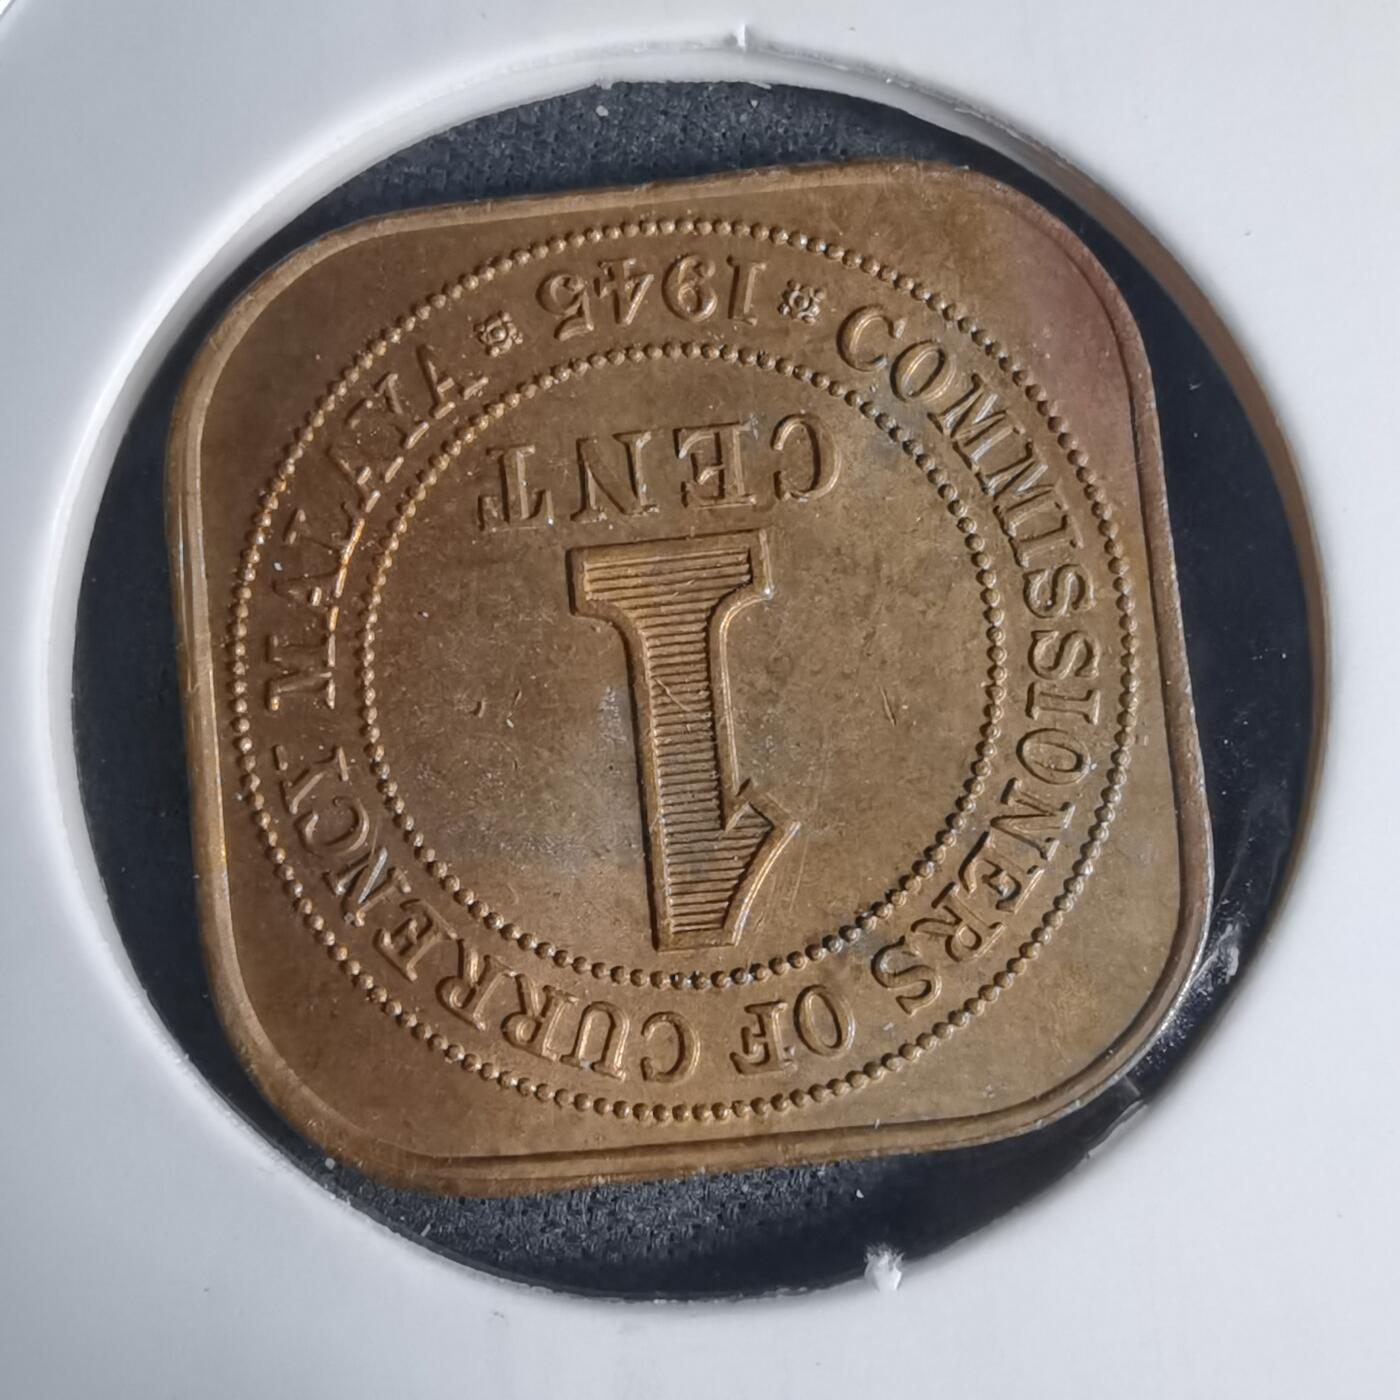 COMMISSIONERS OF CURRENCY MALAYA
1945
1
CENT